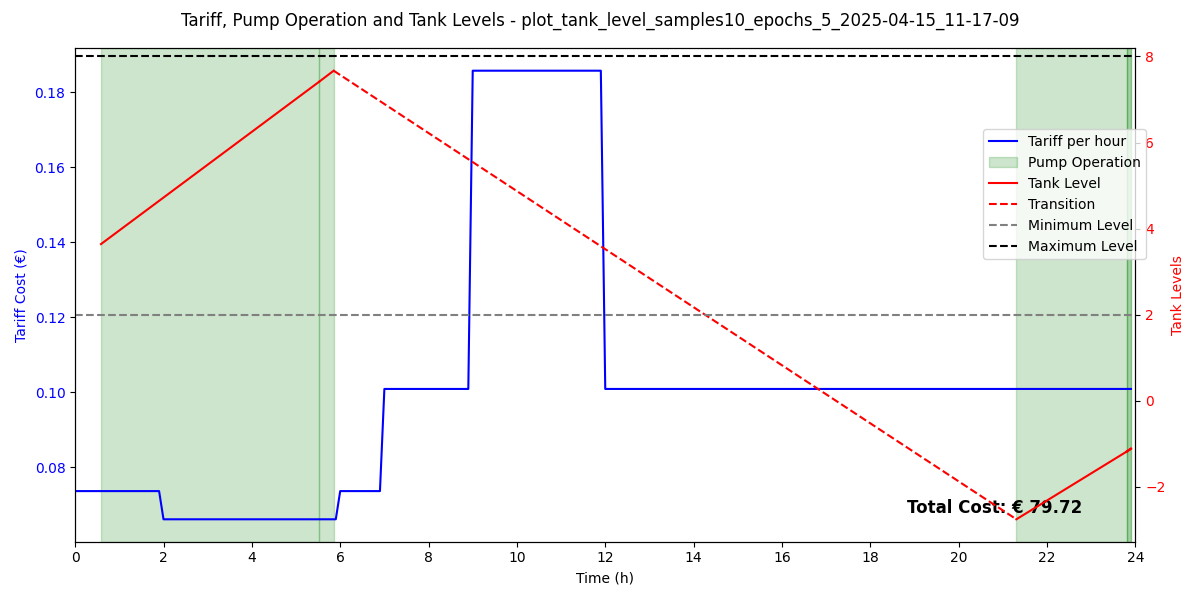 Tariff, Pump Operation and Tank Levels - plot_tank_level_samples10_epochs_5_2025-04-15_11-17-09
Tariff Cost (€)
0.18
0.16
0.14
0.12
0.10
0.08
8
6
4
2
0
−2
Tank Levels
Tariff per hour
Pump Operation
Tank Level
Transition
Minimum Level
Maximum Level
Total Cost: € 79.72
0 2 4 6 8 10 12 14 16 18 20 22 24
Time (h)